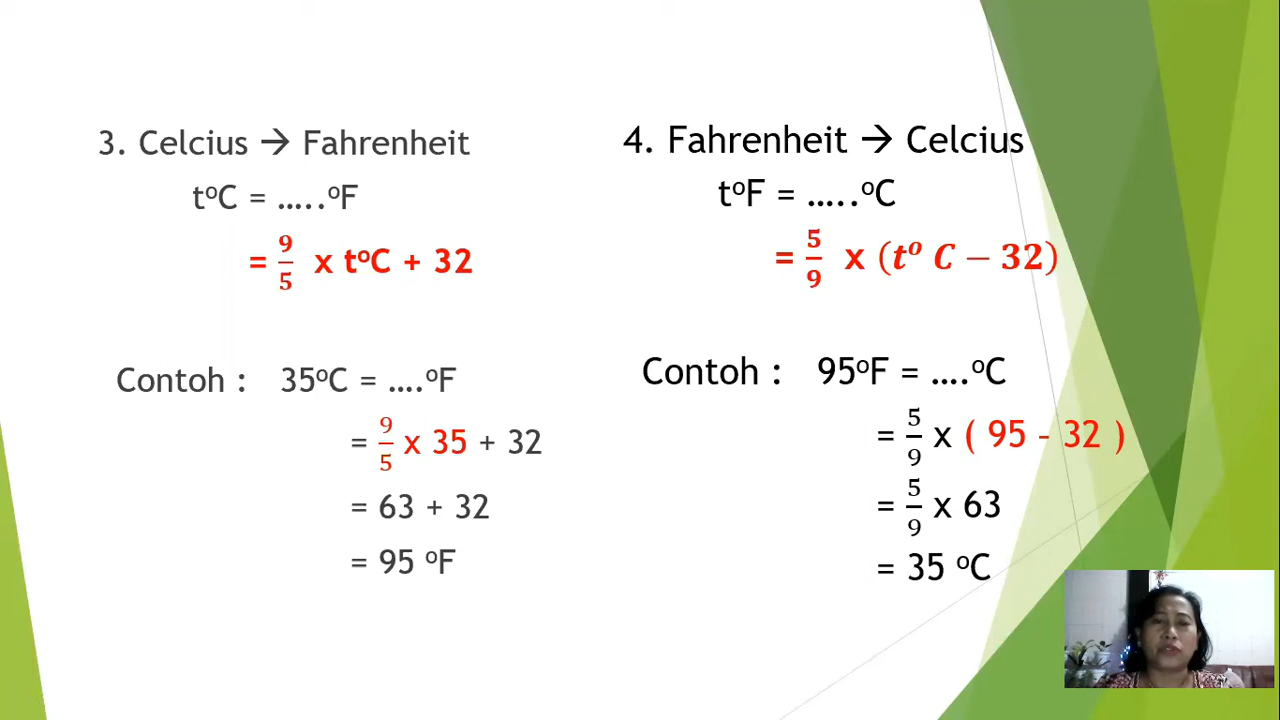 3. Celcius → Fahrenheit
t°C = .....°F
= 9/5 x t°C + 32
Contoh : 35°C = ....°F
= 9/5 x 35 + 32
= 63 + 32
= 95 °F
4. Fahrenheit → Celcius
t°F = .....°C
= 5/9 x (t° C − 32)
Contoh : 95°F = ....°C
= 5/9 x ( 95 - 32 )
= 5/9 x 63
= 35 °C